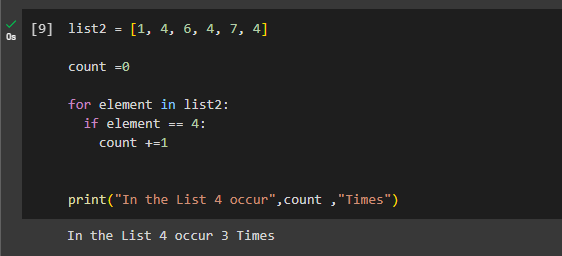 [9] list2 = [1, 4, 6, 4, 7, 4]
0s
count =0
for element in list2:
  if element == 4:
    count +=1
print("In the List 4 occur",count ,"Times")
In the List 4 occur 3 Times